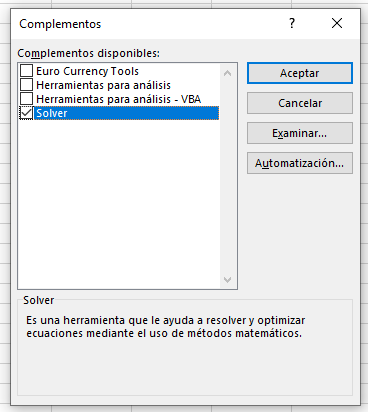 Complementos
?
Complementos disponibles:
Euro Currency Tools
Herramientas para análisis
Herramientas para análisis - VBA
Solver
Aceptar
Cancelar
Examinar...
Automatización...
Solver
Es una herramienta que le ayuda a resolver y optimizar
ecuaciones mediante el uso de métodos matemáticos.